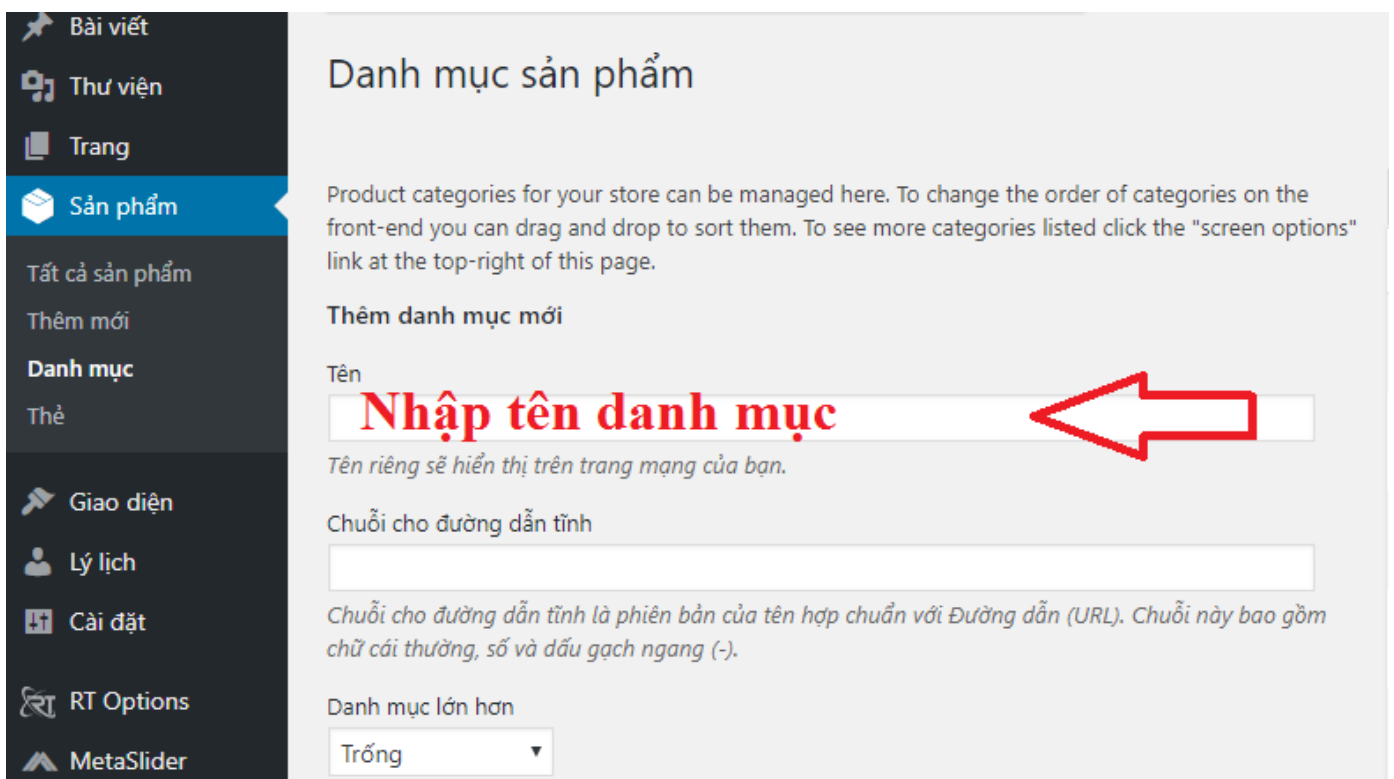 Bài viết
Thư viện
Trang
Sản phẩm
Tất cả sản phẩm
Thêm mới
Danh mục
Thẻ
Giao diện
Lý lịch
Cài đặt
RT Options
MetaSlider
Danh mục sản phẩm
Product categories for your store can be managed here. To change the order of categories on the
front-end you can drag and drop to sort them. To see more categories listed click the "screen options"
link at the top-right of this page.
Thêm danh mục mới
Tên
Nhập tên danh mục
Tên riêng sẽ hiển thị trên trang mạng của bạn.
Chuỗi cho đường dẫn tĩnh
Chuỗi cho đường dẫn tĩnh là phiên bản của tên hợp chuẩn với Đường dẫn (URL). Chuỗi này bao gồm
chữ cái thường, số và dấu gạch ngang (-).
Danh mục lớn hơn
Trống